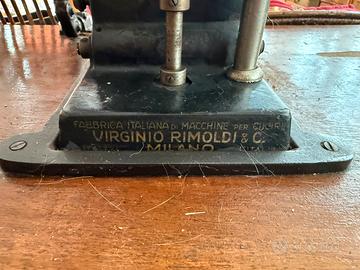 FABBRICA ITALIANA DI MACCHINE PER CUCIRE
VIRGINIO RIMOLDI & C.
MILANO